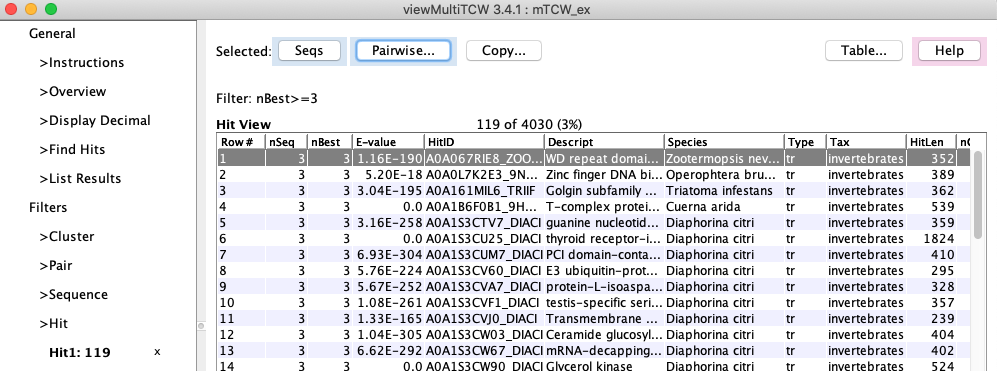 viewMultiTCW 3.4.1 : mTCW_ex
General
>Instructions
>Overview
>Display Decimal
>Find Hits
>List Results
Filters
>Cluster
>Pair
>Sequence
>Hit
Hit1: 119 x
Selected: Seqs Pairwise... Copy... Table... Help
Filter: nBest>=3
Hit View 119 of 4030 (3%)
Row # nSeq nBest E-value HitID Descript Species Type Tax HitLen
1 3 3 1.16E-190 A0A067RIE8_ZOO... WD repeat domai... Zootermopsis nev... tr invertebrates 352
2 3 3 5.20E-18 A0A0L7K2E3_9N... Zinc finger DNA bi... Operophtera bru... tr invertebrates 389
3 3 3 3.04E-195 A0A161MIL6_TRIIF Golgin subfamily ... Triatoma infestans tr invertebrates 362
4 3 3 0.0 A0A1B6F0B1_9H... T-complex protei... Cuerna arida tr invertebrates 539
5 3 3 3.16E-258 A0A1S3CTV7_DIACI guanine nucleotid... Diaphorina citri tr invertebrates 359
6 3 3 0.0 A0A1S3CU25_DIACI thyroid receptor-i... Diaphorina citri tr invertebrates 1824
7 3 3 6.93E-304 A0A1S3CUM7_DIACI PCI domain-conta... Diaphorina citri tr invertebrates 410
8 3 3 5.76E-224 A0A1S3CV60_DIACI E3 ubiquitin-prot... Diaphorina citri tr invertebrates 295
9 3 3 5.67E-252 A0A1S3CVA7_DIACI protein-L-isoaspa... Diaphorina citri tr invertebrates 328
10 3 3 1.08E-261 A0A1S3CVF1_DIACI testis-specific seri... Diaphorina citri tr invertebrates 357
11 3 3 1.33E-165 A0A1S3CVJ0_DIACI Transmembrane ... Diaphorina citri tr invertebrates 239
12 3 3 1.04E-305 A0A1S3CW03_DIACI Ceramide glucosyl... Diaphorina citri tr invertebrates 404
13 3 3 6.62E-292 A0A1S3CW67_DIACI mRNA-decapping... Diaphorina citri tr invertebrates 402
14 3 3 0.0 A0A1S3CW90_DIACI Glycerol kinase Diaphorina citri tr invertebrates 524